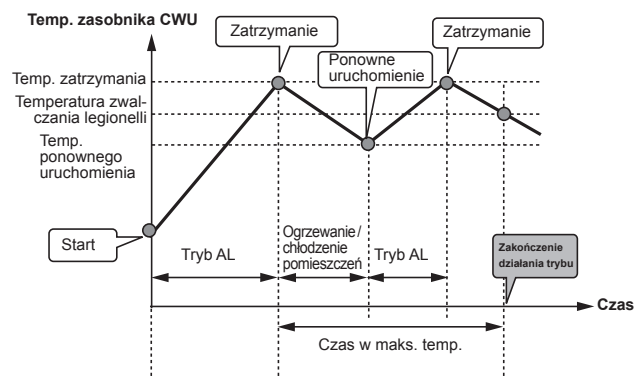 Temp. zasobnika CWU
Zatrzymanie
Zatrzymanie
Ponowne
uruchomienie
Temp. zatrzymania
Temperatura zwal-
czania legionelli
Temp.
ponownego
uruchomienia
Start
Tryb AL
Ogrzewanie/
chłodzenie
pomieszczeń
Tryb AL
Zakończenie
działania trybu
Czas
Czas w maks. temp.